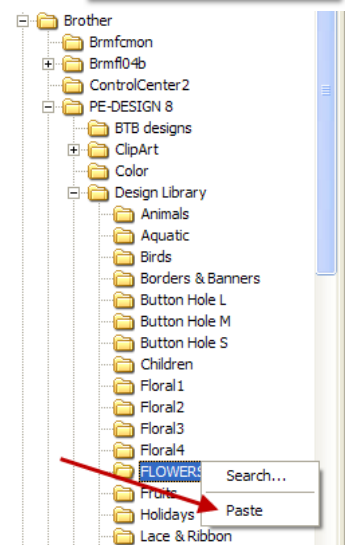 Brother
Brmfcmon
Brmfl04b
ControlCenter2
PE-DESIGN 8
BTB designs
ClipArt
Color
Design Library
Animals
Aquatic
Birds
Borders & Banners
Button Hole L
Button Hole M
Button Hole S
Children
Floral1
Floral2
Floral3
Floral4
FLOWERS
Search...
Fruits
Paste
Holidays
Lace & Ribbon